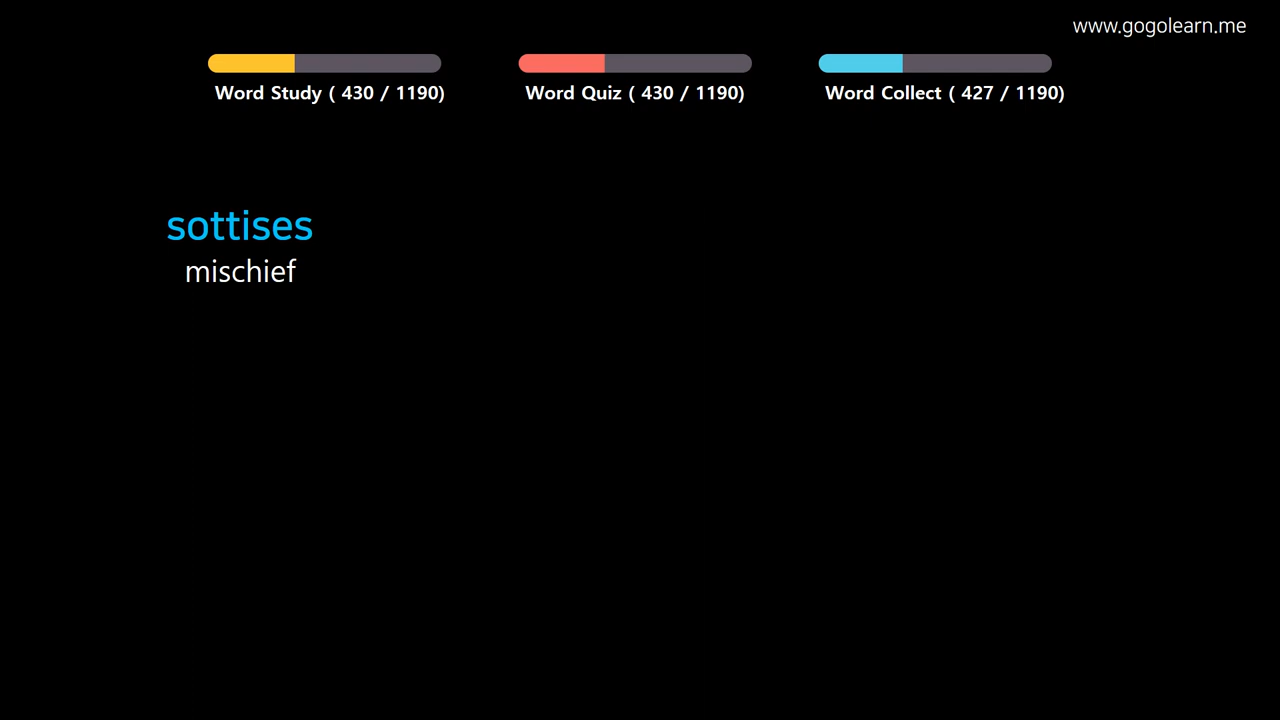 www.gogolearn.me
Word Study ( 430 / 1190)
Word Quiz ( 430 / 1190)
Word Collect ( 427 / 1190)
sottises
mischief